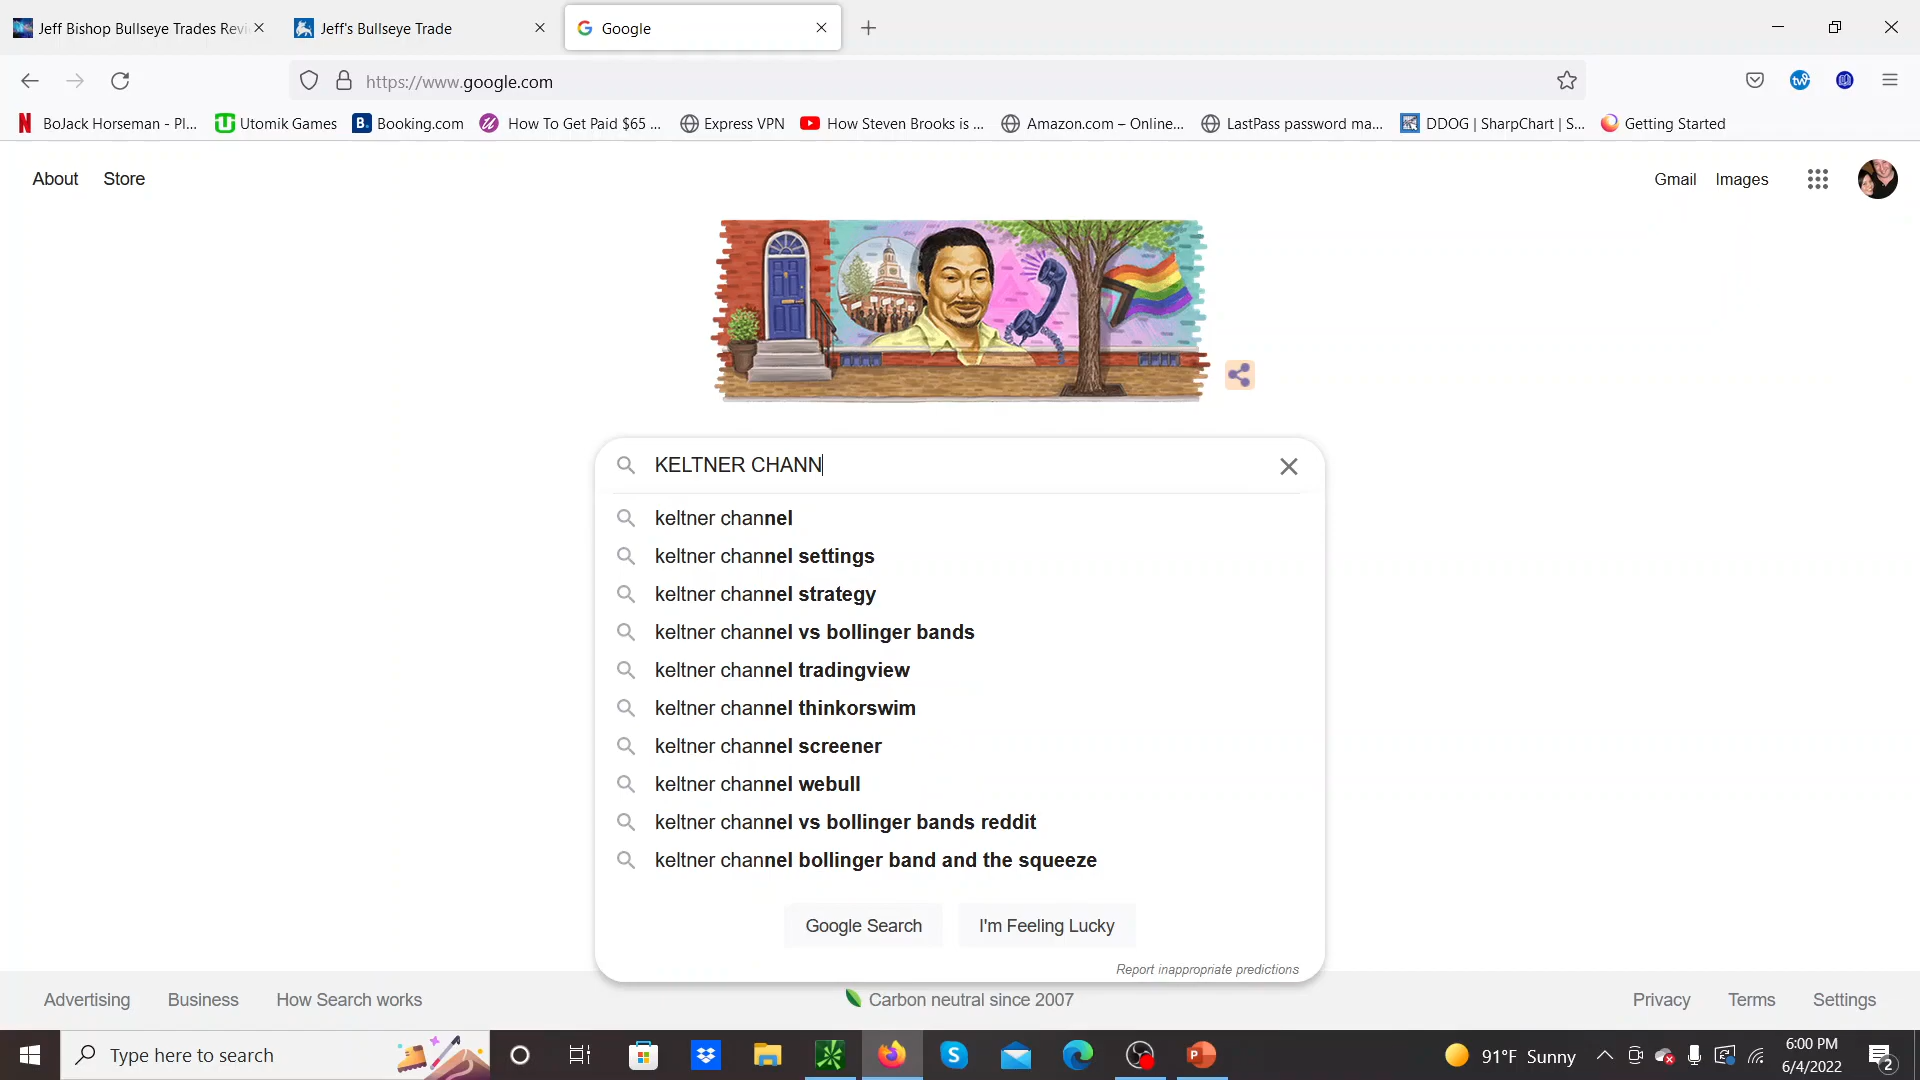 Jeff Bishop Bullseye Trades Revi
Jeff's Bullseye Trade
Google
https://www.google.com
BoJack Horseman - Pl...
Utomik Games
Booking.com
How To Get Paid $65 ...
Express VPN
How Steven Brooks is ...
Amazon.com – Online...
LastPass password ma...
DDOG | SharpChart | S...
Getting Started
About
Store
Gmail
Images
KELTNER CHANN
keltner channel
keltner channel settings
keltner channel strategy
keltner channel vs bollinger bands
keltner channel tradingview
keltner channel thinkorswim
keltner channel screener
keltner channel webull
keltner channel vs bollinger bands reddit
keltner channel bollinger band and the squeeze
Google Search
I'm Feeling Lucky
Report inappropriate predictions
Advertising
Business
How Search works
Carbon neutral since 2007
Privacy
Terms
Settings
Type here to search
91°F Sunny
6:00 PM
6/4/2022
2